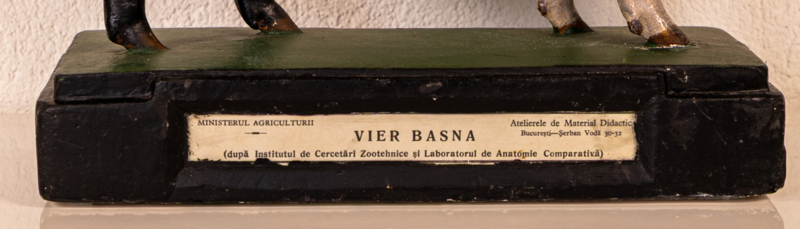 MINISTERUL AGRICULTURII
Atelierele de Material Didactic
București—Șerban Vodă 30-32
VIER BASNA
(după Institutul de Cercetări Zootehnice și Laboratorul de Anatomie Comparativă)